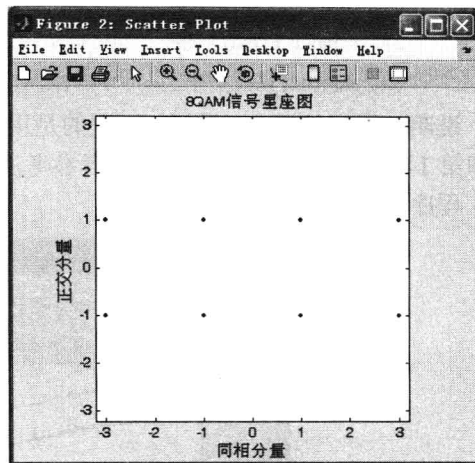 Figure 2: Scatter Plot
File Edit View Insert Tools Desktop Window Help
8QAM信号星座图
3
2
1
0
-1
-2
-3
正交分量
-3 -2 -1 0 1 2 3
同相分量